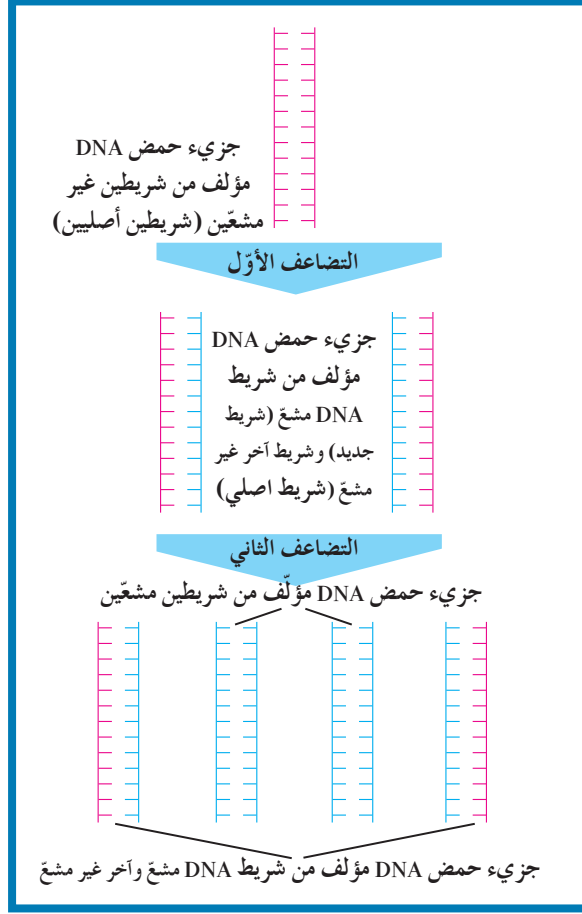 جزيء حمض DNA
مؤلف من شريطين غير
مشعّين (شريطين أصليين)
التضاعف الأوّل
جزيء حمض DNA
مؤلف من شريط
DNA مشعّ (شريط
جديد) وشريط آخر غير
مشعّ (شريط اصلي)
التضاعف الثاني
جزيء حمض DNA مؤلّف من شريطين مشعّين
جزيء حمض DNA مؤلف من شريط DNA مشعّ وآخر غير مشعّ